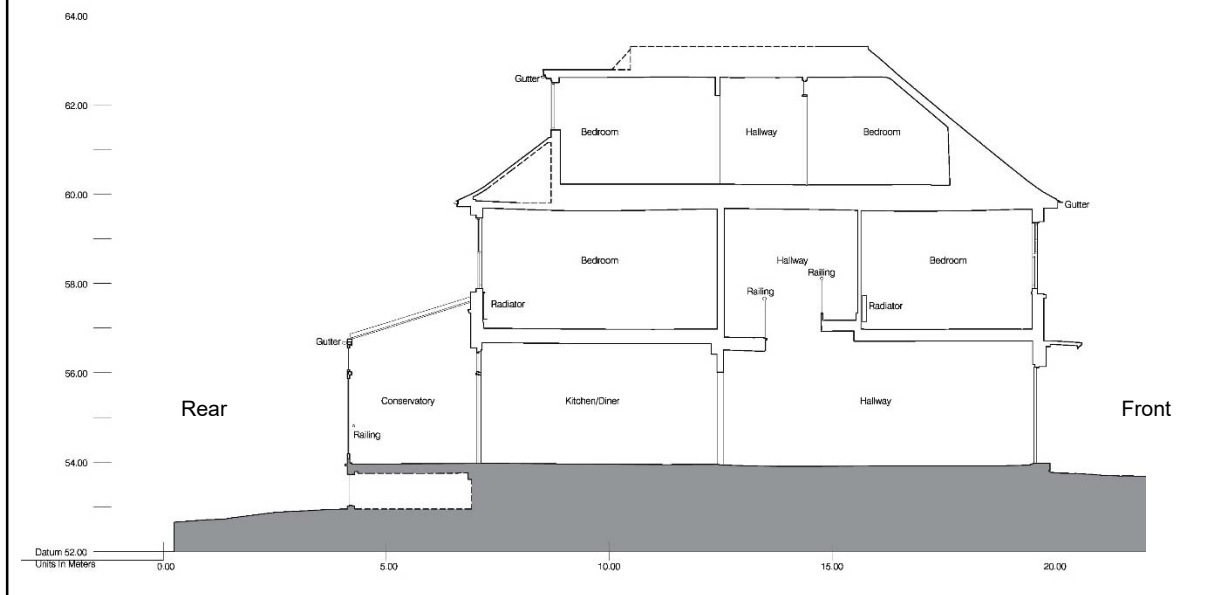 64.00
Gutter
62.00
Bedroom Hallway Bedroom
60.00
Gutter
Bedroom Hallway Bedroom
Railing
58.00
Railing
Radiator Radiator
Gutter
56.00
Rear Conservatory Kitchen/Diner Hallway Front
Railing
54.00
Datum 52.00
Units In Meters 0.00 5.00 10.00 15.00 20.00